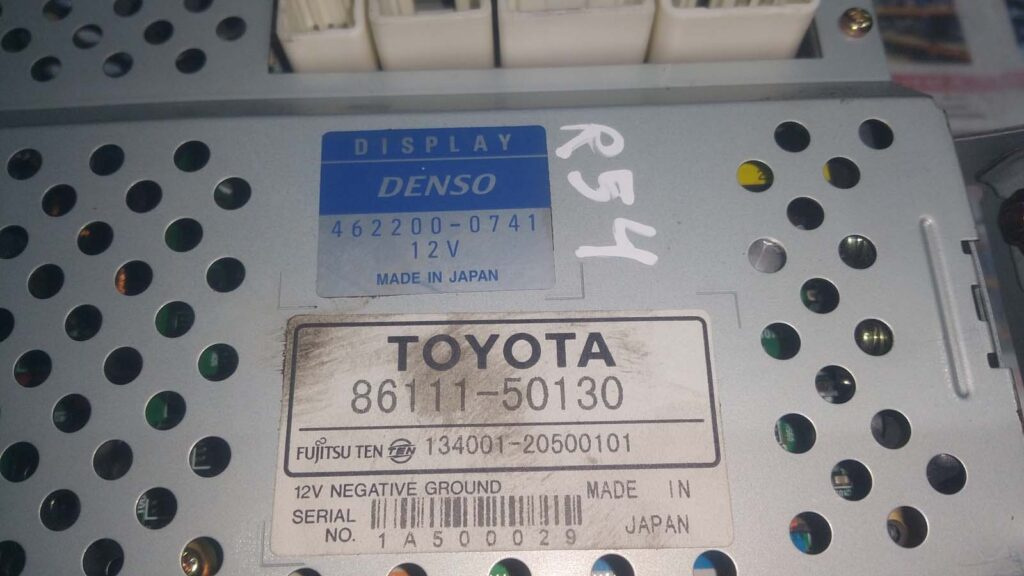 DISPLAY
DENSO
462200-0741
12V
MADE IN JAPAN
R54
TOYOTA
86111-50130
FUJITSU TEN TEN 134001-20500101
12V NEGATIVE GROUND MADE IN
SERIAL
NO. 1A500029 JAPAN